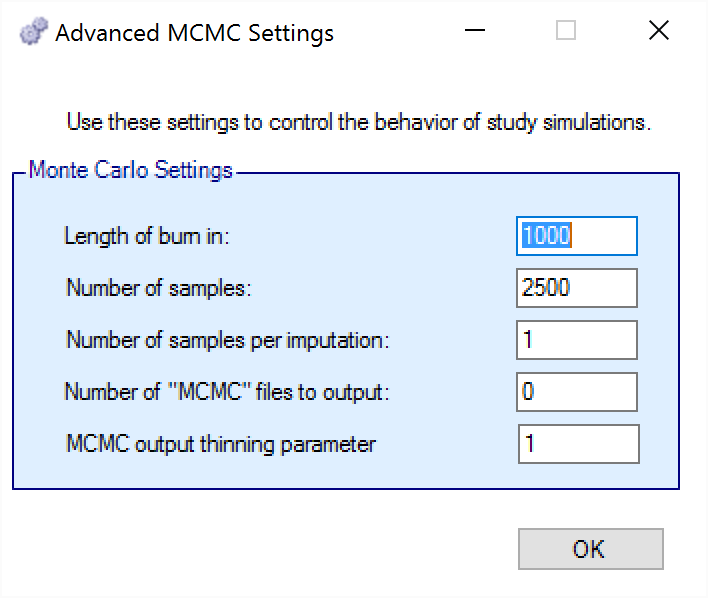 Advanced MCMC Settings
Use these settings to control the behavior of study simulations.
Monte Carlo Settings
Length of burn in: 1000
Number of samples: 2500
Number of samples per imputation: 1
Number of "MCMC" files to output: 0
MCMC output thinning parameter 1
OK